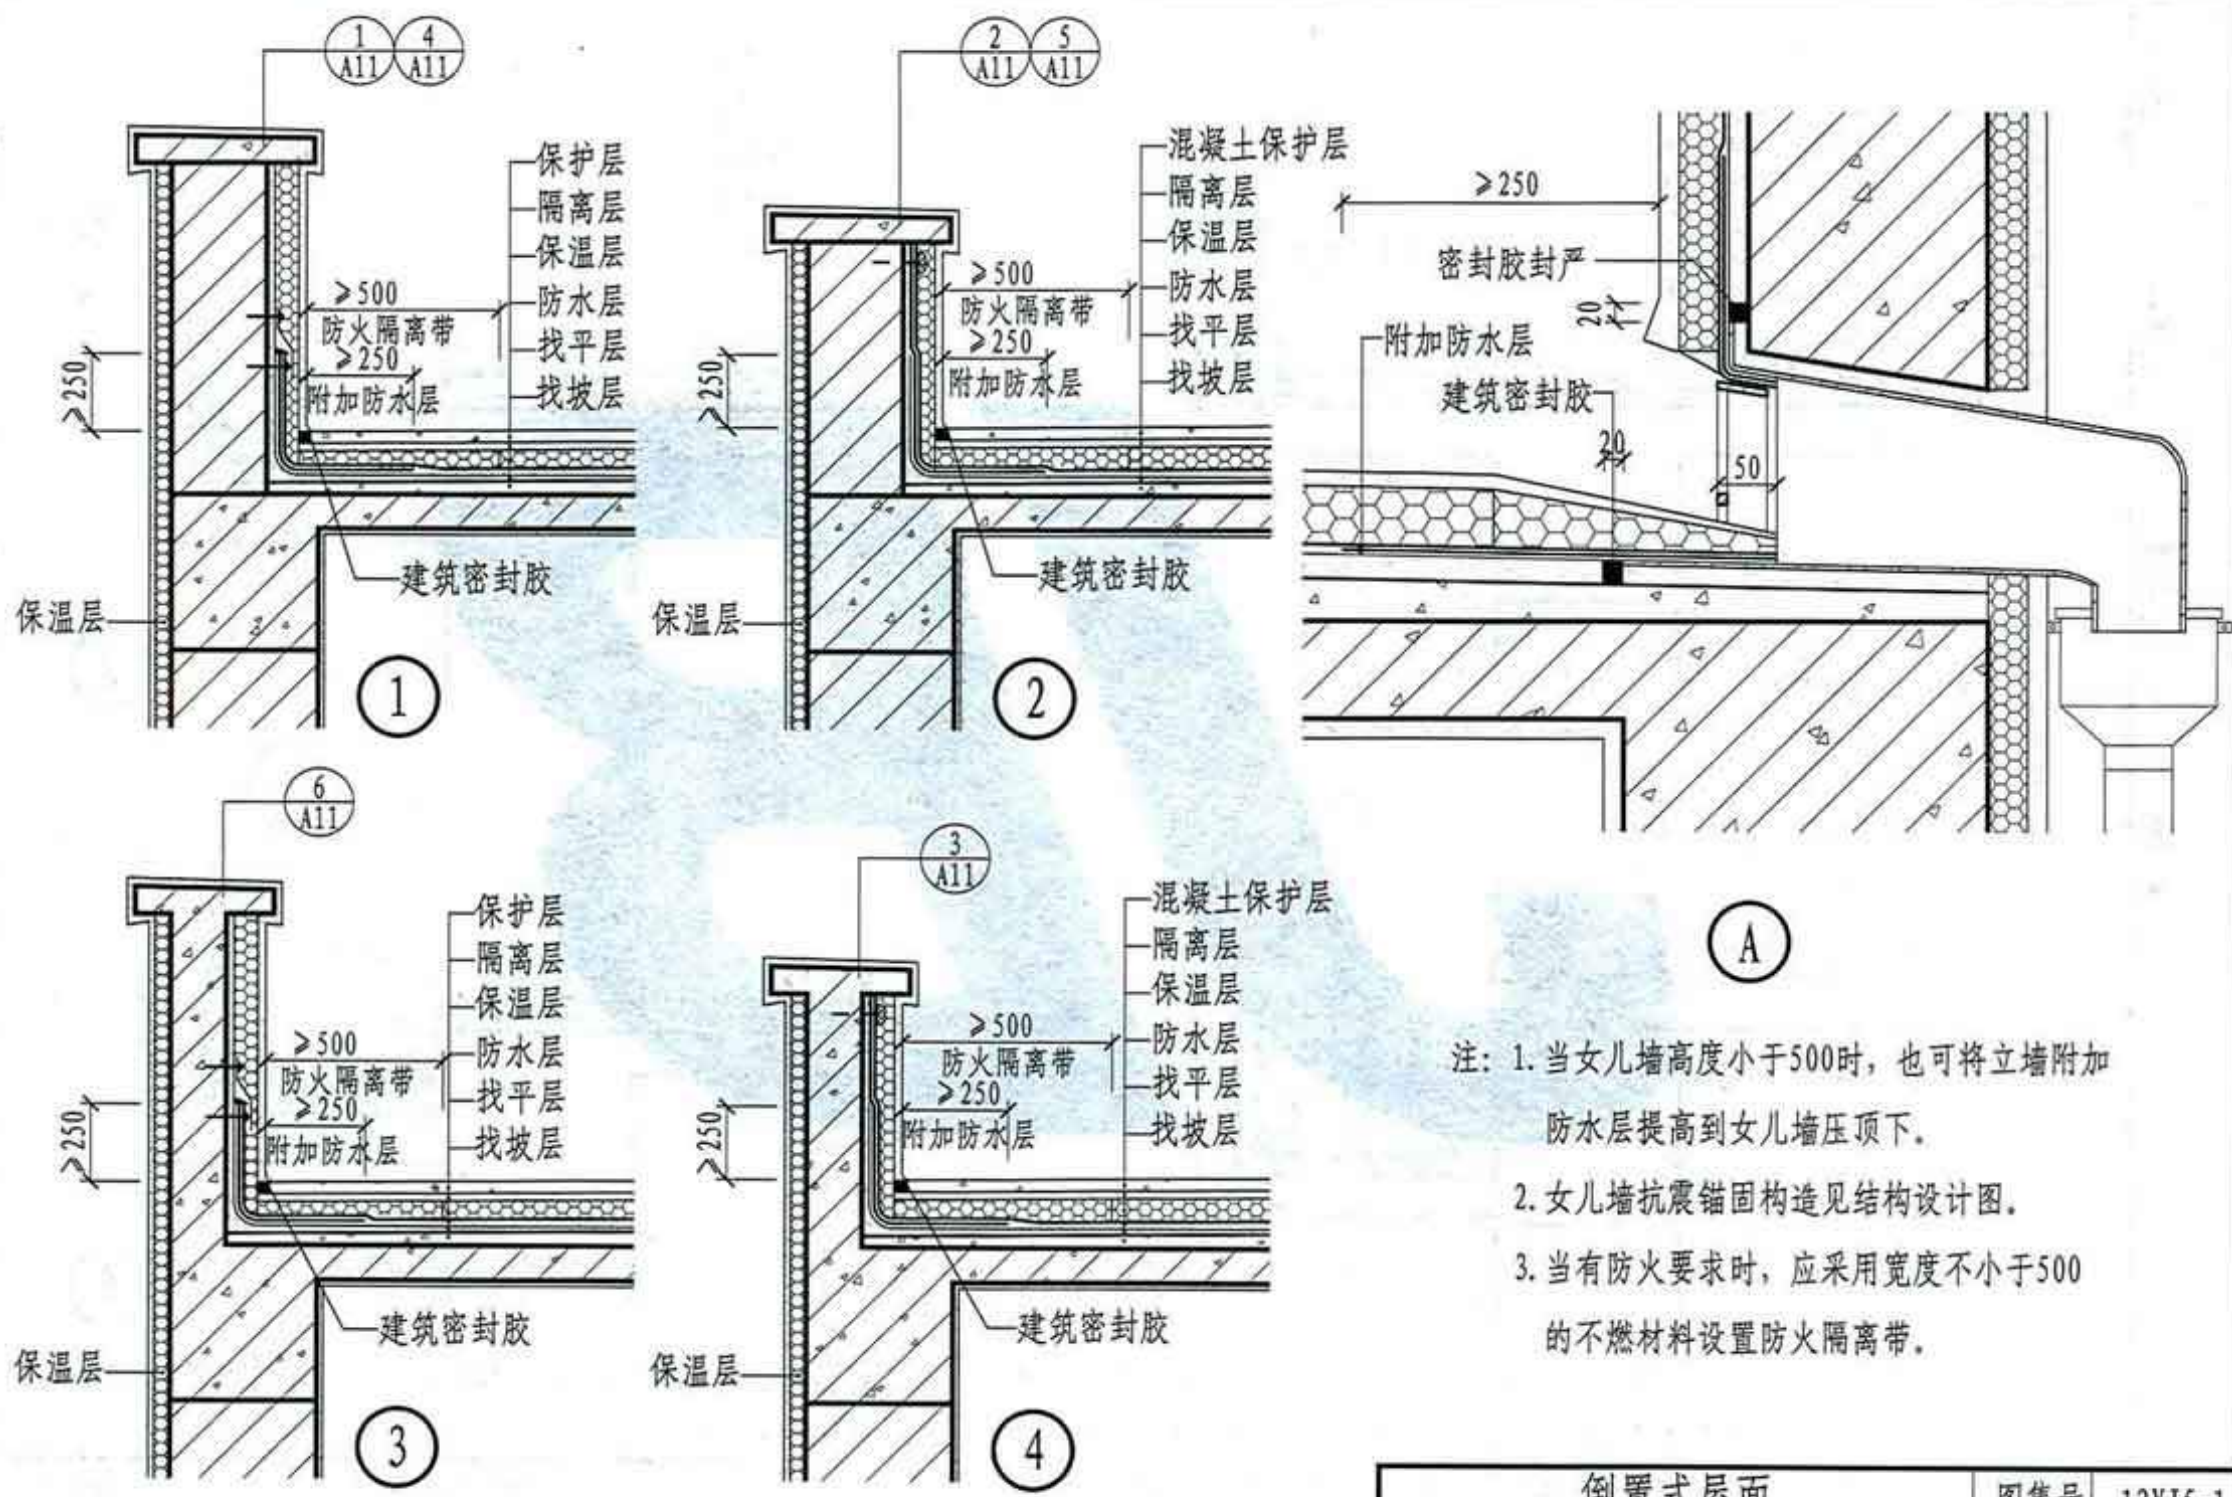 1 4
A11 A11
保护层
隔离层
保温层
防水层
找平层
找坡层
≥500
防火隔离带
≥250
附加防水层
≥250
建筑密封胶
保温层
1
2 5
A11 A11
混凝土保护层
隔离层
保温层
防水层
找平层
找坡层
≥500
防火隔离带
≥250
附加防水层
≥250
建筑密封胶
保温层
2
≥250
密封胶封严
20
附加防水层
建筑密封胶
20
50
A
6
A11
保护层
隔离层
保温层
防水层
找平层
找坡层
≥500
防火隔离带
≥250
附加防水层
≥250
建筑密封胶
保温层
3
3
A11
混凝土保护层
隔离层
保温层
防水层
找平层
找坡层
≥500
防火隔离带
≥250
附加防水层
≥250
建筑密封胶
保温层
4
注：1.当女儿墙高度小于500时，也可将立墙附加
防水层提高到女儿墙压顶下。
2.女儿墙抗震锚固构造见结构设计图。
3.当有防火要求时，应采用宽度不小于500
的不燃材料设置防火隔离带。
倒置式屋面 图集号 12YJ5-1